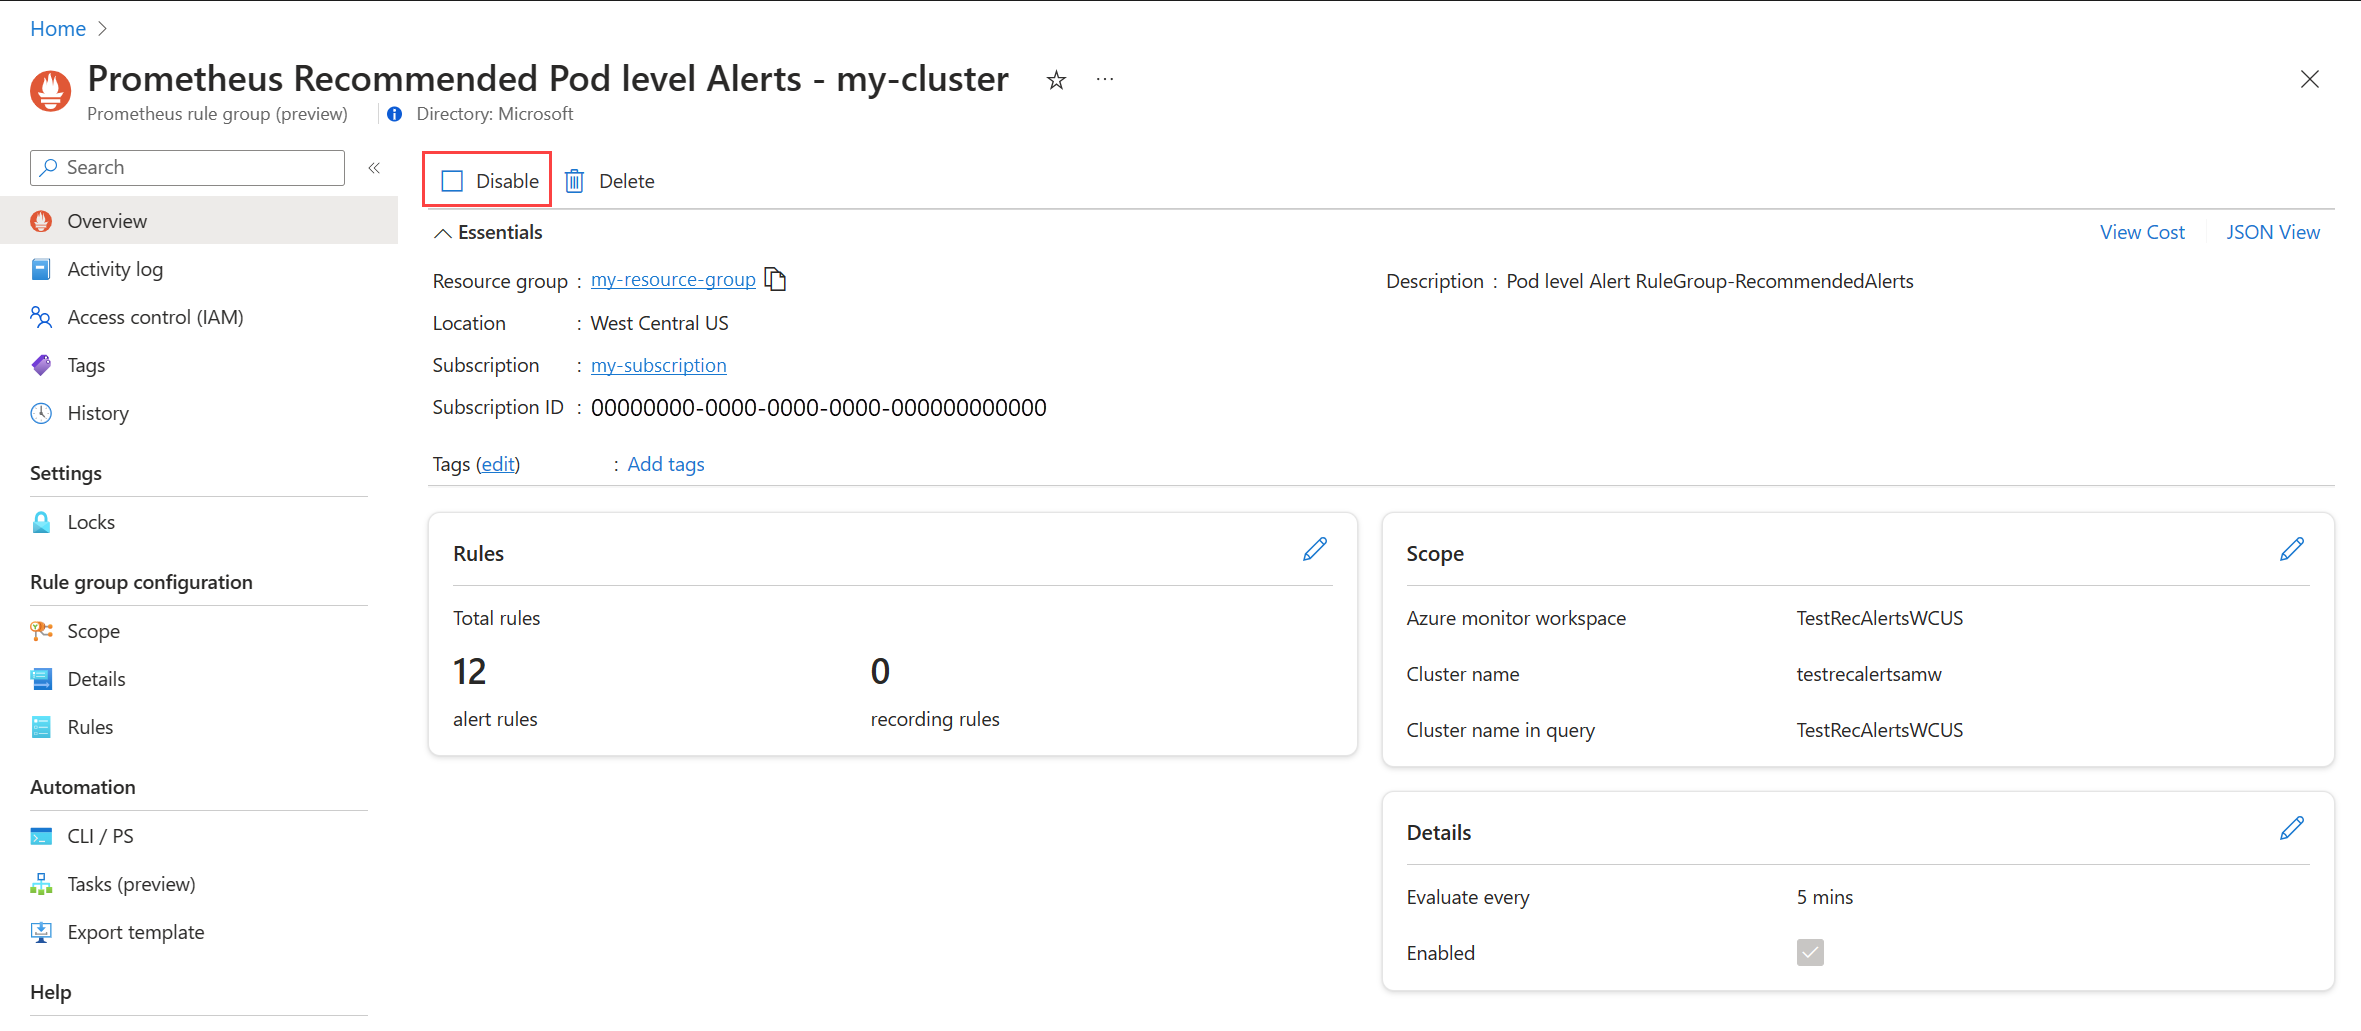 Home
Prometheus Recommended Pod level Alerts - my-cluster
Prometheus rule group (preview)
Directory: Microsoft
Search
Disable
Delete
Overview
Activity log
Access control (IAM)
Tags
History
Settings
Locks
Rule group configuration
Scope
Details
Rules
Automation
CLI / PS
Tasks (preview)
Export template
Help
Essentials
View Cost
JSON View
Resource group : my-resource-group
Location : West Central US
Subscription : my-subscription
Subscription ID : 00000000-0000-0000-0000-000000000000
Description : Pod level Alert RuleGroup-RecommendedAlerts
Tags (edit) : Add tags
Rules
Total rules
12
alert rules
0
recording rules
Scope
Azure monitor workspace TestRecAlertsWCUS
Cluster name testrecalertsamw
Cluster name in query TestRecAlertsWCUS
Details
Evaluate every 5 mins
Enabled